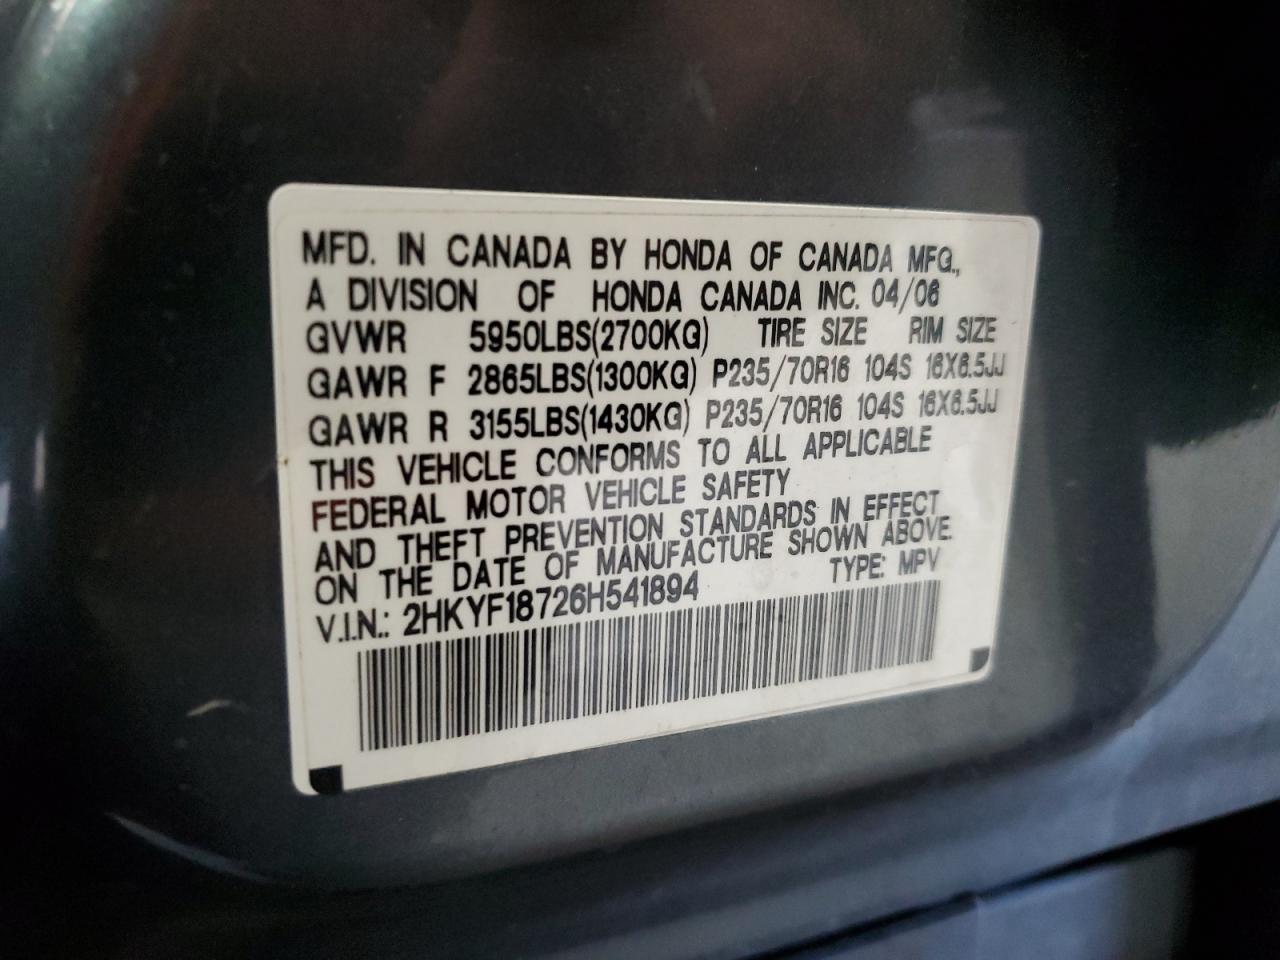 MFD. IN CANADA BY HONDA OF CANADA MFG.,
A DIVISION OF HONDA CANADA INC. 04/06
GVWR 5950LBS(2700KG) TIRE SIZE RIM SIZE
GAWR F 2865LBS(1300KG) P235/70R16 104S 16X6.5JJ
GAWR R 3155LBS(1430KG) P235/70R16 104S 16X6.5JJ
THIS VEHICLE CONFORMS TO ALL APPLICABLE
FEDERAL MOTOR VEHICLE SAFETY
AND THEFT PREVENTION STANDARDS IN EFFECT
ON THE DATE OF MANUFACTURE SHOWN ABOVE.
V.I.N.: 2HKYF18726H541894 TYPE: MPV